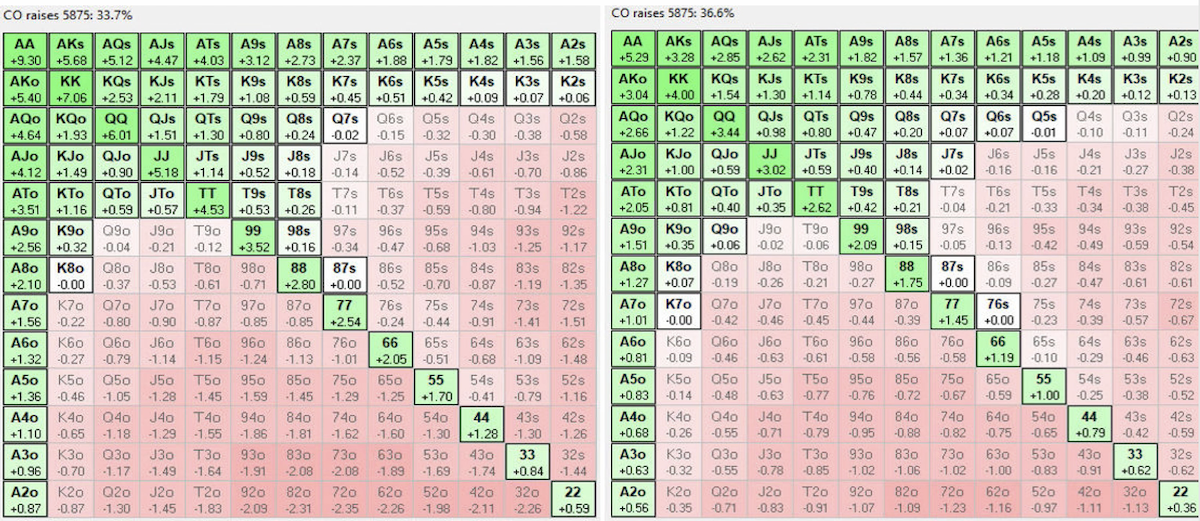 CO raises 5875: 33.7%
AA AKs AQs AJs ATs A9s A8s A7s A6s A5s A4s A3s A2s
+9.30 +5.68 +5.12 +4.47 +4.03 +3.12 +2.73 +2.37 +1.88 +1.79 +1.82 +1.56 +1.58
AKo KK KQs KJs KTs K9s K8s K7s K6s K5s K4s K3s K2s
+5.40 +7.06 +2.53 +2.11 +1.79 +1.08 +0.59 +0.45 +0.51 +0.42 +0.09 +0.07 +0.06
AQo KQo QQ QJs QTs Q9s Q8s Q7s Q6s Q5s Q4s Q3s Q2s
+4.64 +1.93 +6.01 +1.51 +1.30 +0.80 +0.24 -0.02 -0.15 -0.32 -0.30 -0.38 -0.58
AJo KJo QJo JJ JTs J9s J8s J7s J6s J5s J4s J3s J2s
+4.12 +1.49 +0.90 +5.18 +1.14 +0.52 +0.18 -0.14 -0.52 -0.39 -0.61 -0.70 -0.86
ATo KTo QTo JTo TT T9s T8s T7s T6s T5s T4s T3s T2s
+3.51 +1.16 +0.59 +0.57 +4.53 +0.53 +0.26 -0.11 -0.37 -0.59 -0.80 -0.94 -1.22
A9o K9o Q9o J9o T9o 99 98s 97s 96s 95s 94s 93s 92s
+2.56 +0.32 -0.04 -0.21 -0.12 +3.52 +0.16 -0.34 -0.47 -0.68 -1.03 -1.25 -1.17
A8o K8o Q8o J8o T8o 98o 88 87s 86s 85s 84s 83s 82s
+2.10 -0.00 -0.37 -0.53 -0.61 -0.71 +2.80 +0.00 -0.52 -0.70 -0.87 -1.19 -1.35
A7o K7o Q7o J7o T7o 97o 87o 77 76s 75s 74s 73s 72s
+1.56 -0.22 -0.80 -0.90 -0.87 -0.85 -0.85 +2.54 -0.24 -0.44 -0.91 -1.41 -1.51
A6o K6o Q6o J6o T6o 96o 86o 76o 66 65s 64s 63s 62s
+1.32 -0.27 -0.79 -1.14 -1.15 -1.24 -1.13 -1.01 +2.05 -0.51 -0.68 -1.09 -1.48
A5o K5o Q5o J5o T5o 95o 85o 75o 65o 55 54s 53s 52s
+1.36 -0.46 -1.05 -1.28 -1.45 -1.59 -1.45 -1.29 -1.25 +1.70 -0.41 -0.79 -1.16
A4o K4o Q4o J4o T4o 94o 84o 74o 64o 54o 44 43s 42s
+1.10 -0.65 -1.18 -1.29 -1.55 -1.86 -1.81 -1.62 -1.60 -1.30 +1.28 -1.30 -1.26
A3o K3o Q3o J3o T3o 93o 83o 73o 63o 53o 43o 33 32s
+0.96 -0.70 -1.17 -1.49 -1.64 -1.91 -2.08 -2.08 -1.89 -1.69 -1.74 +0.84 -1.44
A2o K2o Q2o J2o T2o 92o 82o 72o 62o 52o 42o 32o 22
+0.87 -0.87 -1.30 -1.45 -1.83 -2.09 -2.31 -2.35 -2.26 -1.98 -2.11 -2.26 +0.59
CO raises 5875: 36.6%
AA AKs AQs AJs ATs A9s A8s A7s A6s A5s A4s A3s A2s
+5.29 +3.28 +2.85 +2.62 +2.31 +1.82 +1.57 +1.36 +1.21 +1.18 +1.09 +0.99 +0.90
AKo KK KQs KJs KTs K9s K8s K7s K6s K5s K4s K3s K2s
+3.04 +4.00 +1.54 +1.30 +1.14 +0.78 +0.44 +0.34 +0.34 +0.28 +0.20 +0.12 +0.13
AQo KQo QQ QJs QTs Q9s Q8s Q7s Q6s Q5s Q4s Q3s Q2s
+2.66 +1.22 +3.44 +0.98 +0.80 +0.47 +0.20 +0.07 +0.07 -0.01 -0.10 -0.11 -0.24
AJo KJo QJo JJ JTs J9s J8s J7s J6s J5s J4s J3s J2s
+2.31 +1.00 +0.59 +3.02 +0.59 +0.40 +0.14 +0.02 -0.16 -0.16 -0.21 -0.27 -0.38
ATo KTo QTo JTo TT T9s T8s T7s T6s T5s T4s T3s T2s
+2.05 +0.81 +0.40 +0.35 +2.62 +0.42 +0.21 -0.04 -0.21 -0.33 -0.34 -0.38 -0.45
A9o K9o Q9o J9o T9o 99 98s 97s 96s 95s 94s 93s 92s
+1.51 +0.35 +0.06 -0.02 -0.06 +2.09 +0.15 -0.05 -0.13 -0.42 -0.49 -0.59 -0.54
A8o K8o Q8o J8o T8o 98o 88 87s 86s 85s 84s 83s 82s
+1.27 +0.07 -0.19 -0.26 -0.21 -0.27 +1.75 +0.00 -0.09 -0.27 -0.47 -0.61 -0.61
A7o K7o Q7o J7o T7o 97o 87o 77 76s 75s 74s 73s 72s
+1.01 -0.00 -0.42 -0.46 -0.45 -0.44 -0.39 +1.45 +0.00 -0.23 -0.39 -0.57 -0.67
A6o K6o Q6o J6o T6o 96o 86o 76o 66 65s 64s 63s 62s
+0.81 -0.09 -0.46 -0.63 -0.61 -0.58 -0.56 -0.58 +1.19 -0.10 -0.29 -0.46 -0.63
A5o K5o Q5o J5o T5o 95o 85o 75o 65o 55 54s 53s 52s
+0.83 -0.14 -0.48 -0.63 -0.77 -0.76 -0.72 -0.67 -0.59 +1.00 -0.25 -0.38 -0.52
A4o K4o Q4o J4o T4o 94o 84o 74o 64o 54o 44 43s 42s
+0.68 -0.26 -0.55 -0.71 -0.79 -0.95 -0.88 -0.82 -0.75 -0.65 +0.79 -0.42 -0.59
A3o K3o Q3o J3o T3o 93o 83o 73o 63o 53o 43o 33 32s
+0.63 -0.32 -0.55 -0.78 -0.85 -1.02 -1.06 -1.02 -1.00 -0.83 -0.91 +0.62 -0.62
A2o K2o Q2o J2o T2o 92o 82o 72o 62o 52o 42o 32o 22
+0.56 -0.35 -0.71 -0.83 -0.91 -1.07 -1.09 -1.23 -1.16 -0.97 -1.11 -1.13 +0.38